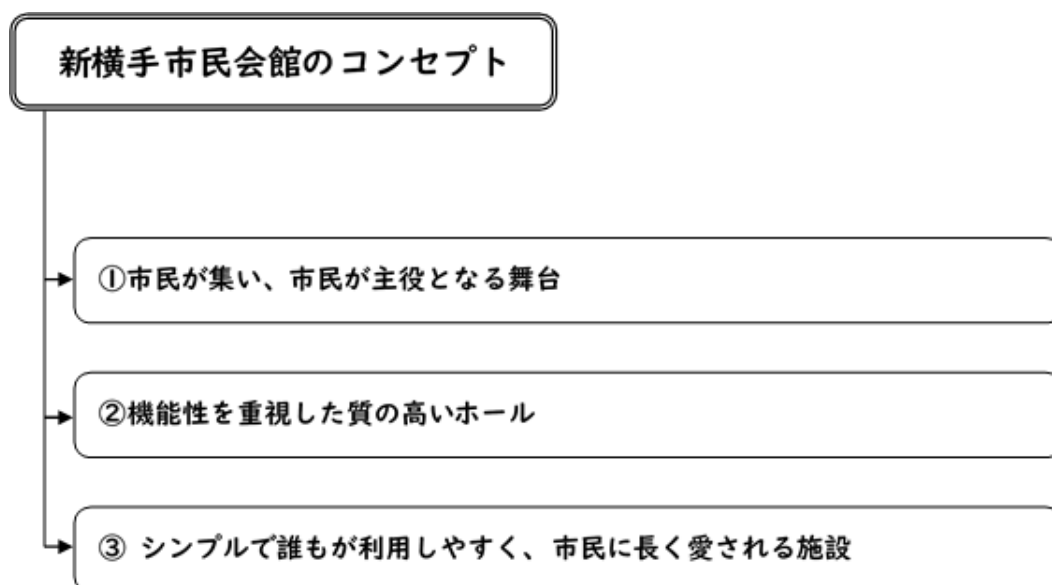 新横手市民会館のコンセプト
①市民が集い、市民が主役となる舞台
②機能性を重視した質の高いホール
③ シンプルで誰もが利用しやすく、市民に長く愛される施設